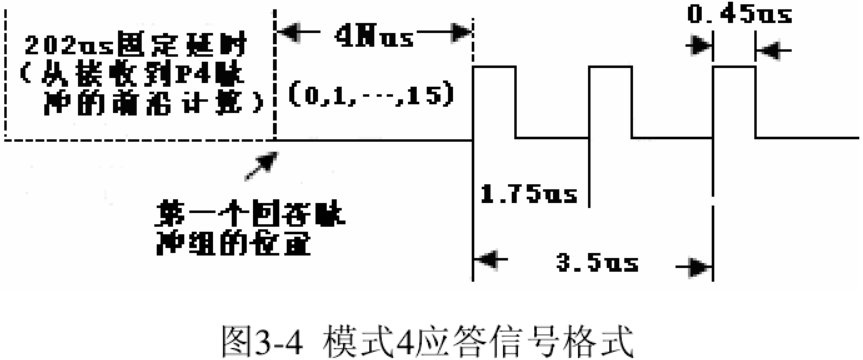 0.45us
202us固定延时
4Nus
(从接收到P4脉
冲的前沿计算)
(0,1,···,15)
1.75us
第一个回答脉
冲组的位置
3.5us
图3-4 模式4应答信号格式